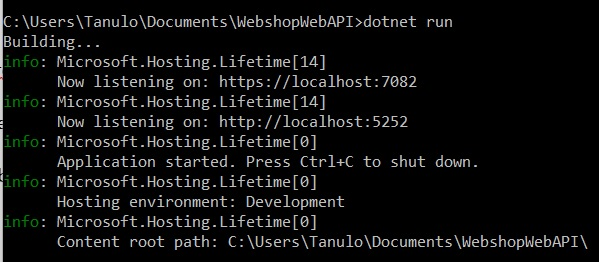 C:\Users\Tanulo\Documents\WebshopWebAPI>dotnet run
Building...
info: Microsoft.Hosting.Lifetime[14]
Now listening on: https://localhost:7082
info: Microsoft.Hosting.Lifetime[14]
Now listening on: http://localhost:5252
info: Microsoft.Hosting.Lifetime[0]
Application started. Press Ctrl+C to shut down.
info: Microsoft.Hosting.Lifetime[0]
Hosting environment: Development
info: Microsoft.Hosting.Lifetime[0]
Content root path: C:\Users\Tanulo\Documents\WebshopWebAPI\